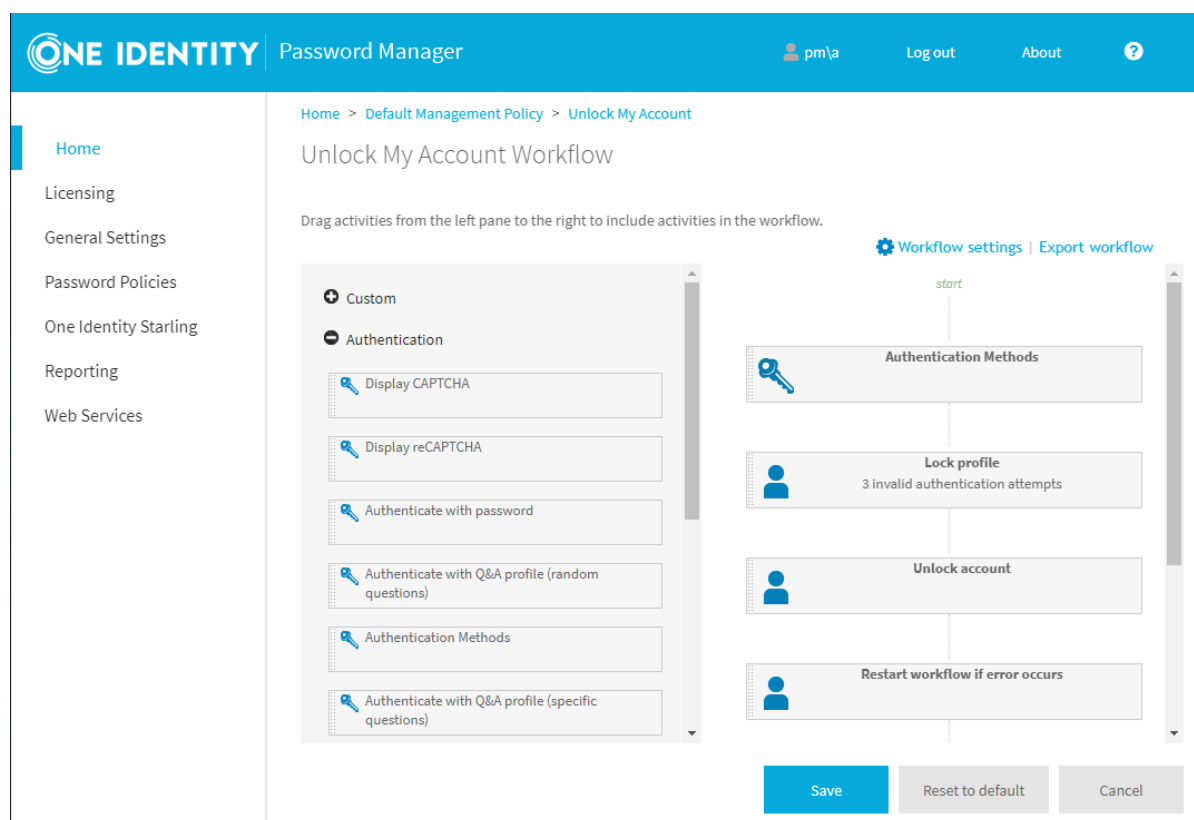 ONE IDENTITY Password Manager pm\a Log out About ?
Home > Default Management Policy > Unlock My Account
Unlock My Account Workflow
Home
Licensing
General Settings
Password Policies
One Identity Starling
Reporting
Web Services
Drag activities from the left pane to the right to include activities in the workflow.
Workflow settings | Export workflow
Custom
Authentication
Display CAPTCHA
Display reCAPTCHA
Authenticate with password
Authenticate with Q&A profile (random
questions)
Authentication Methods
Authenticate with Q&A profile (specific
questions)
start
Authentication Methods
Lock profile
3 invalid authentication attempts
Unlock account
Restart workflow if error occurs
Save Reset to default Cancel